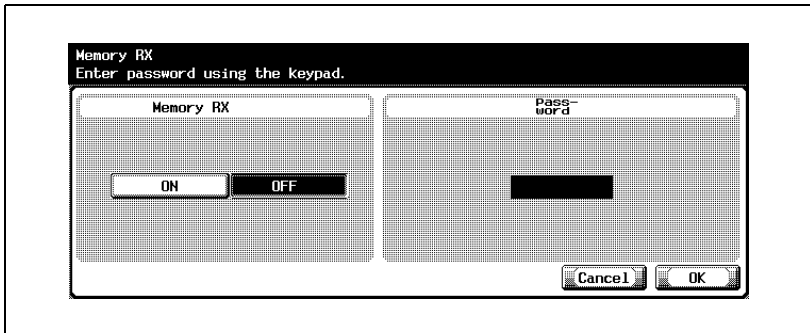 Memory RX
Enter password using the keypad.
Memory RX
Pass-
word
ON OFF
Cancel OK